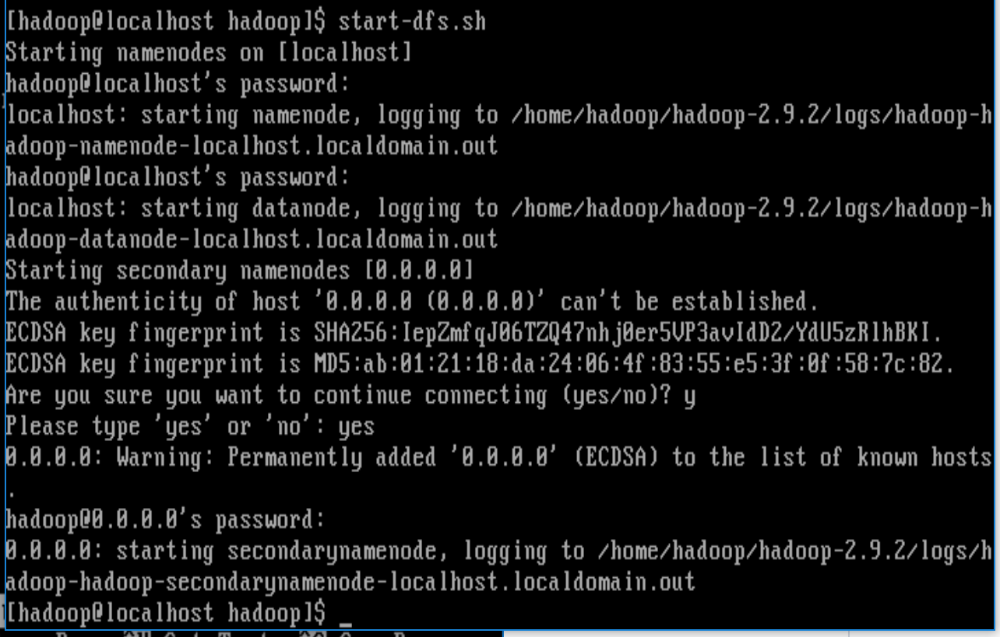 [hadoop@localhost hadoop]$ start-dfs.sh
Starting namenodes on [localhost]
hadoop@localhost's password:
localhost: starting namenode, logging to /home/hadoop/hadoop-2.9.2/logs/hadoop-h
adoop-namenode-localhost.localdomain.out
hadoop@localhost's password:
localhost: starting datanode, logging to /home/hadoop/hadoop-2.9.2/logs/hadoop-h
adoop-datanode-localhost.localdomain.out
Starting secondary namenodes [0.0.0.0]
The authenticity of host '0.0.0.0 (0.0.0.0)' can't be established.
ECDSA key fingerprint is SHA256:IepZmfqJ06TZQ47nhj0er5VP3avIdD2/YdU5zRlhBKI.
ECDSA key fingerprint is MD5:ab:01:21:18:da:24:06:4f:83:55:e5:3f:0f:58:7c:82.
Are you sure you want to continue connecting (yes/no)? y
Please type 'yes' or 'no': yes
0.0.0.0: Warning: Permanently added '0.0.0.0' (ECDSA) to the list of known hosts
.
hadoop@0.0.0.0's password:
0.0.0.0: starting secondarynamenode, logging to /home/hadoop/hadoop-2.9.2/logs/h
adoop-hadoop-secondarynamenode-localhost.localdomain.out
[hadoop@localhost hadoop]$ _